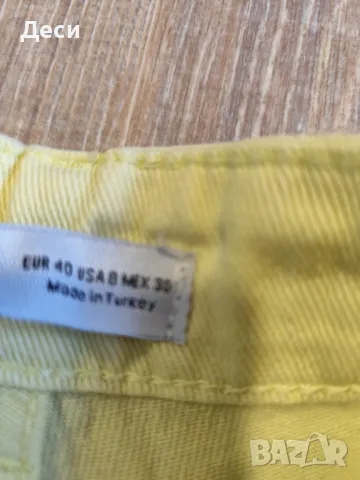 Деси
EUR 40 USA 8 MEX 30
Made in Turkey
BAZAR
bg